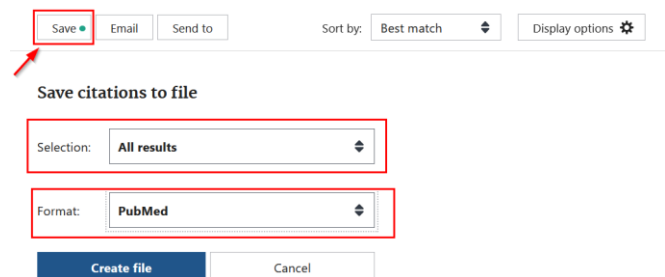 Save Email Send to Sort by: Best match Display options
Save citations to file
Selection: All results
Format: PubMed
Create file Cancel